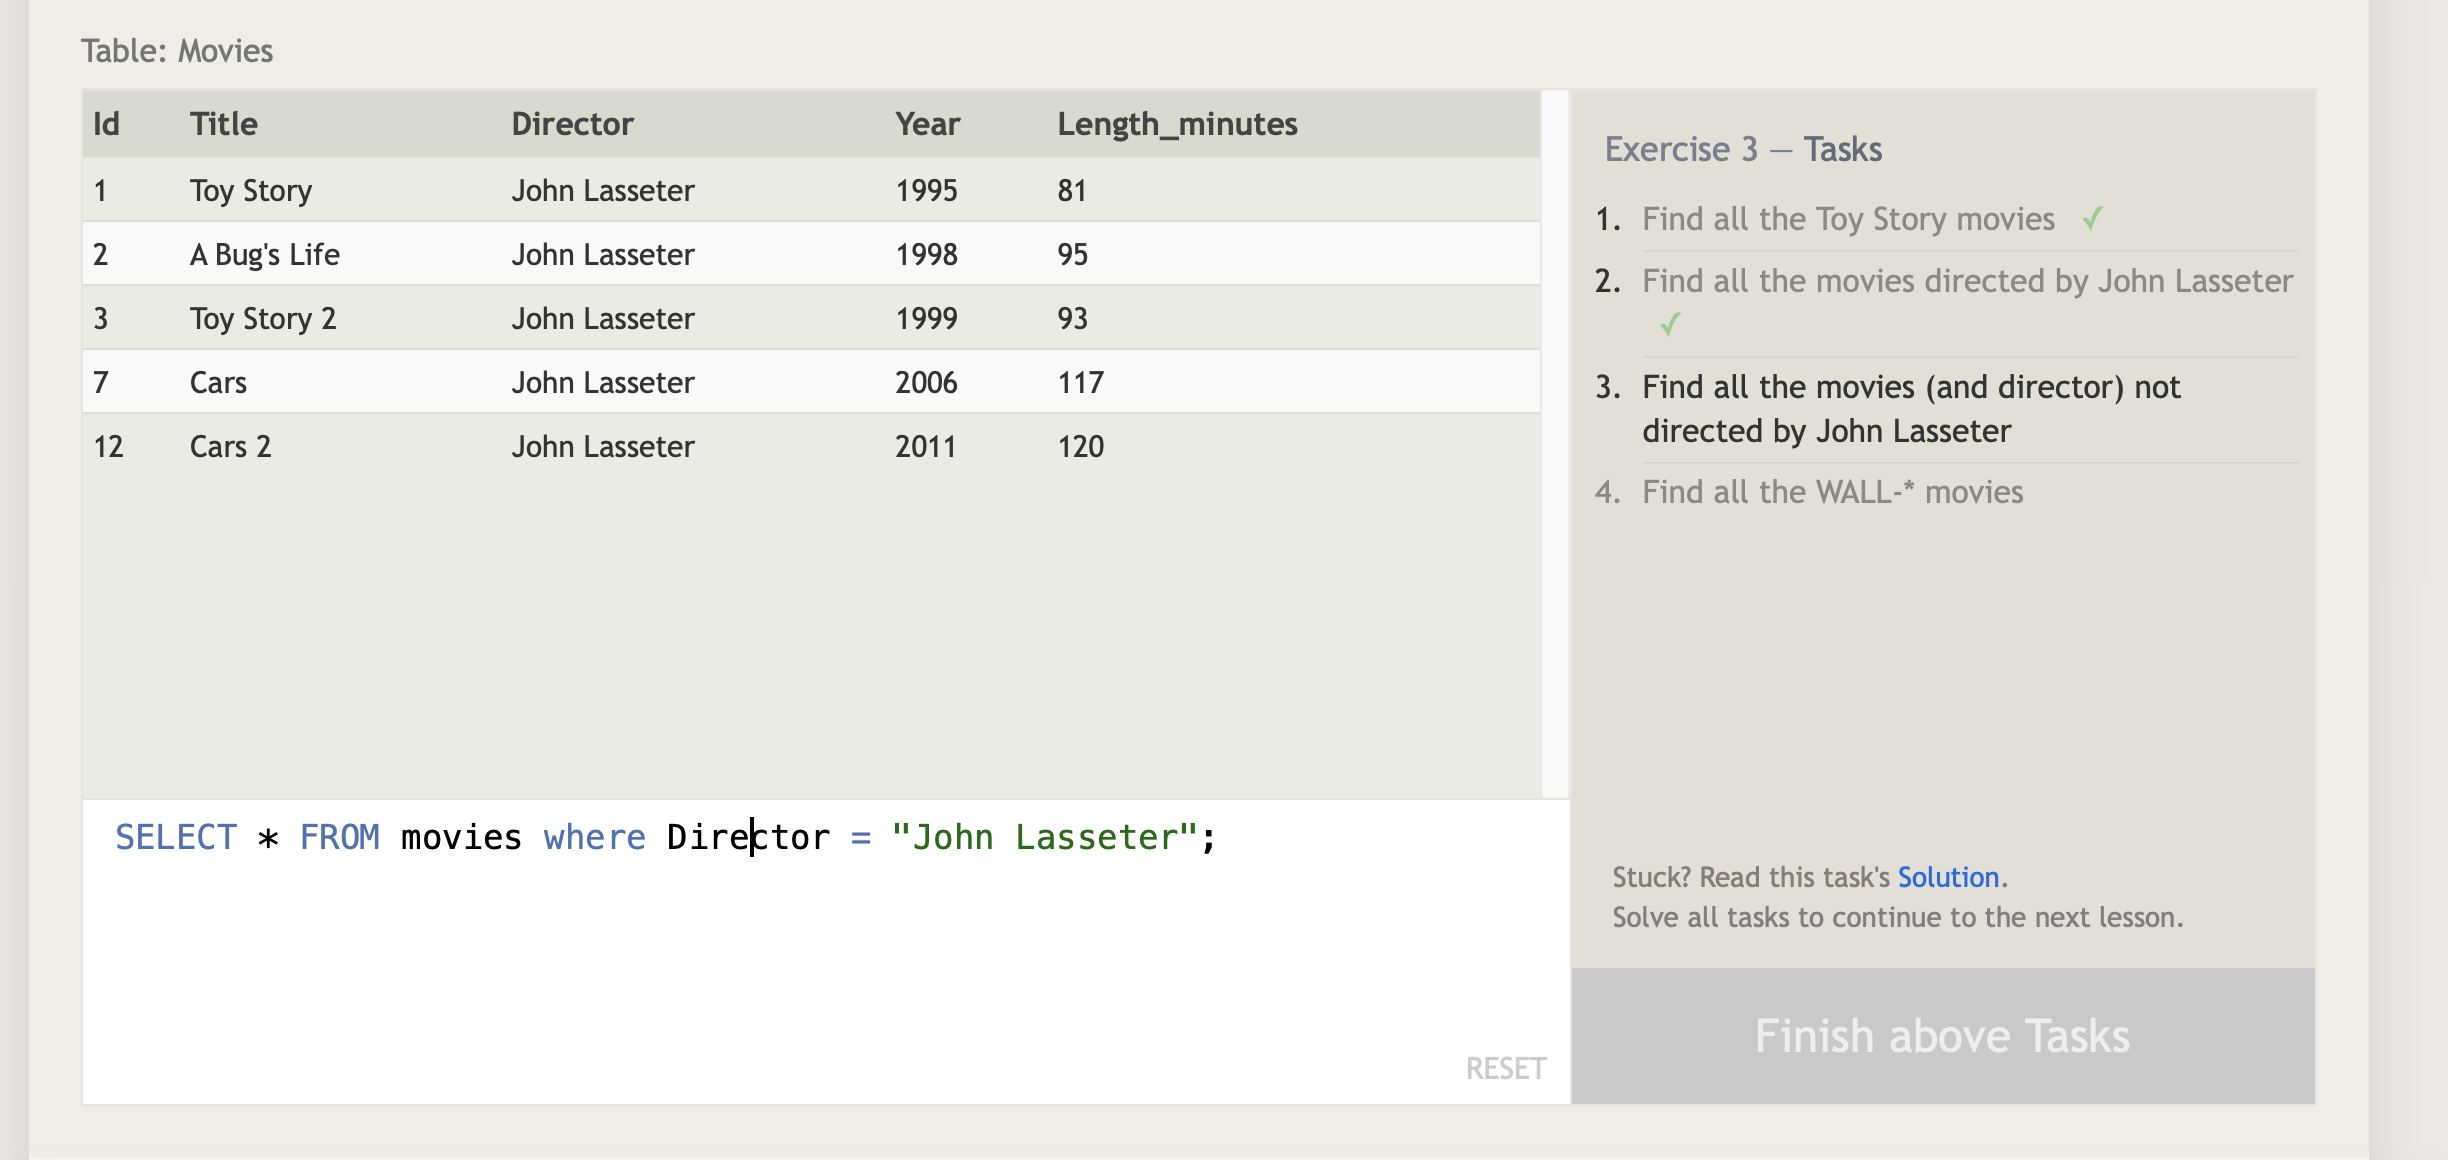 Table: Movies
Id Title Director Year Length_minutes
1 Toy Story John Lasseter 1995 81
2 A Bug's Life John Lasseter 1998 95
3 Toy Story 2 John Lasseter 1999 93
7 Cars John Lasseter 2006 117
12 Cars 2 John Lasseter 2011 120
SELECT * FROM movies where Director = "John Lasseter";
RESET
Exercise 3 — Tasks
1. Find all the Toy Story movies ✓
2. Find all the movies directed by John Lasseter
✓
3. Find all the movies (and director) not
directed by John Lasseter
4. Find all the WALL-* movies
Stuck? Read this task's Solution.
Solve all tasks to continue to the next lesson.
Finish above Tasks